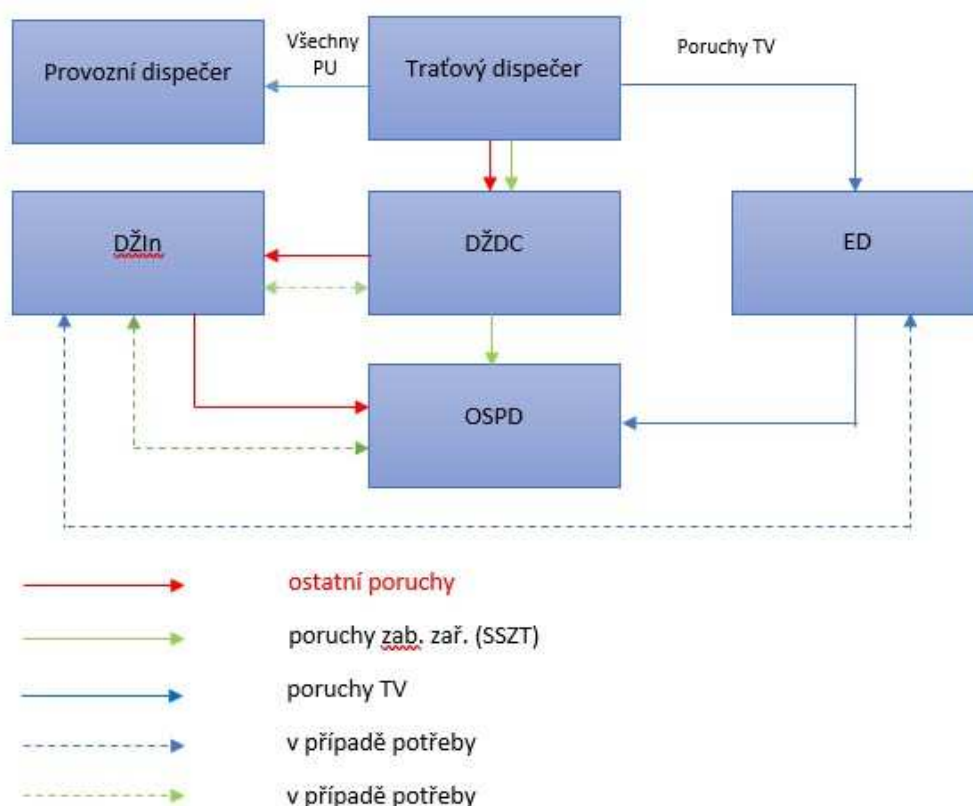 Provozní dispečer
Všechny
PU
Traťový dispečer
Poruchy TV
DŽIn
DŽDC
ED
OSPD
ostatní poruchy
poruchy zab. zař. (SSZT)
poruchy TV
v případě potřeby
v případě potřeby